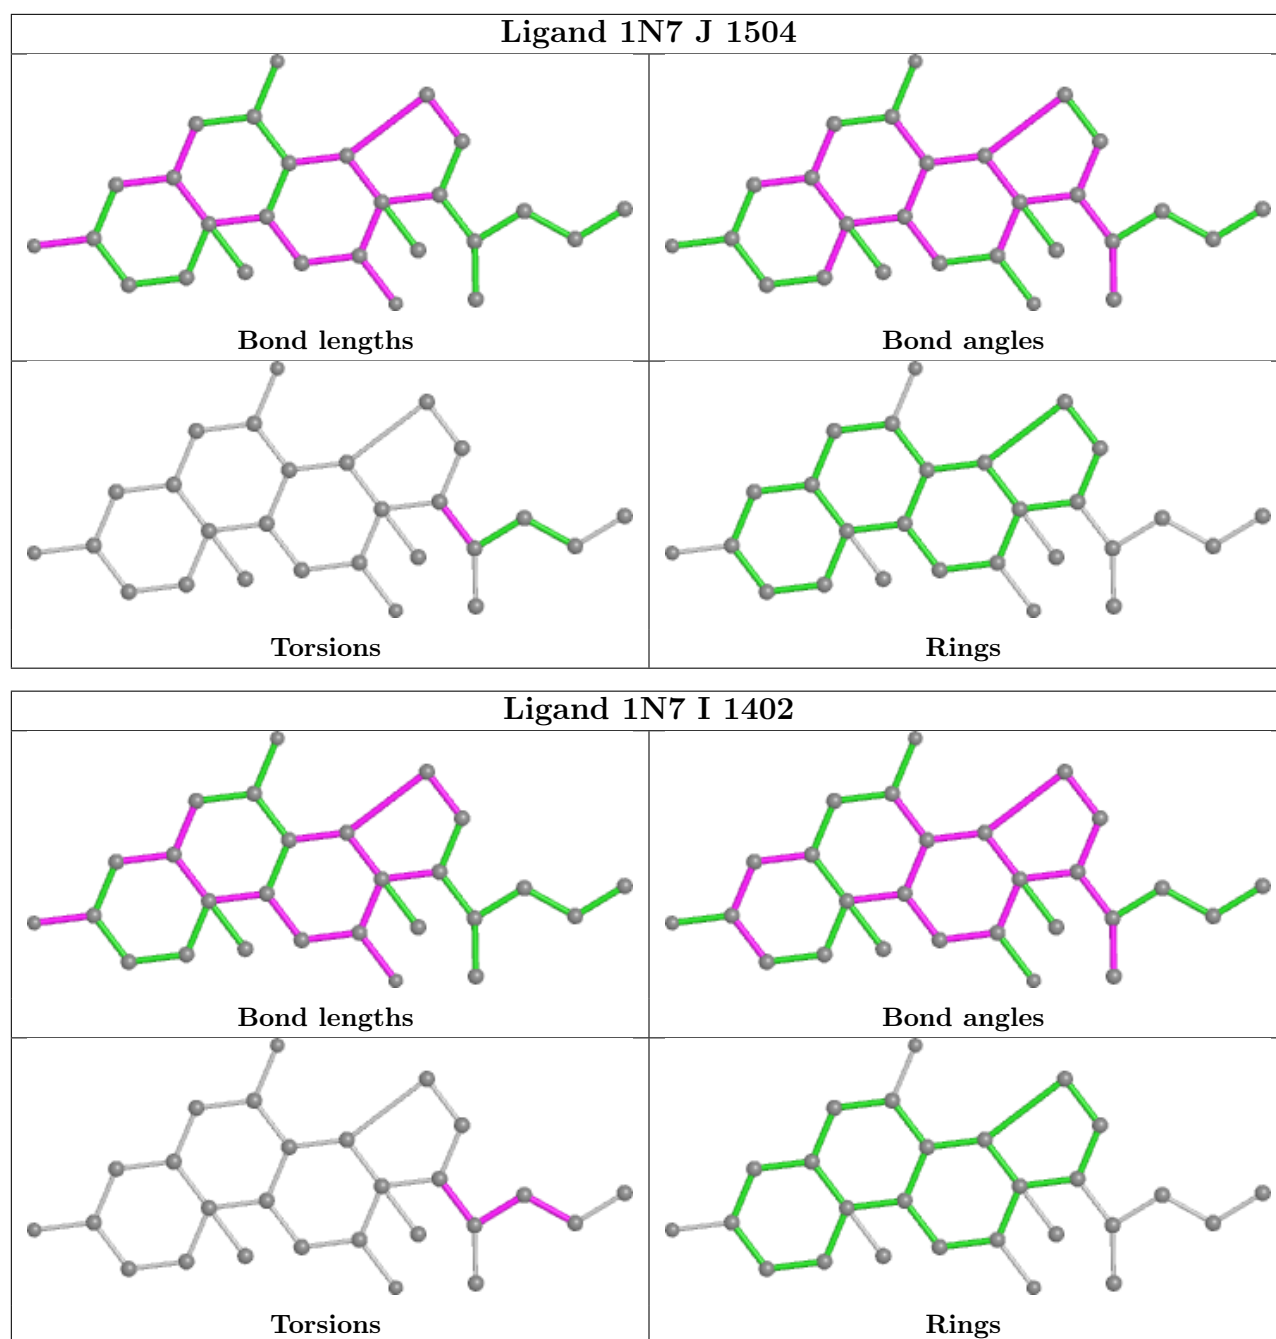 Ligand 1N7 J 1504
Bond lengths
Bond angles
Torsions
Rings
Ligand 1N7 I 1402
Bond lengths
Bond angles
Torsions
Rings